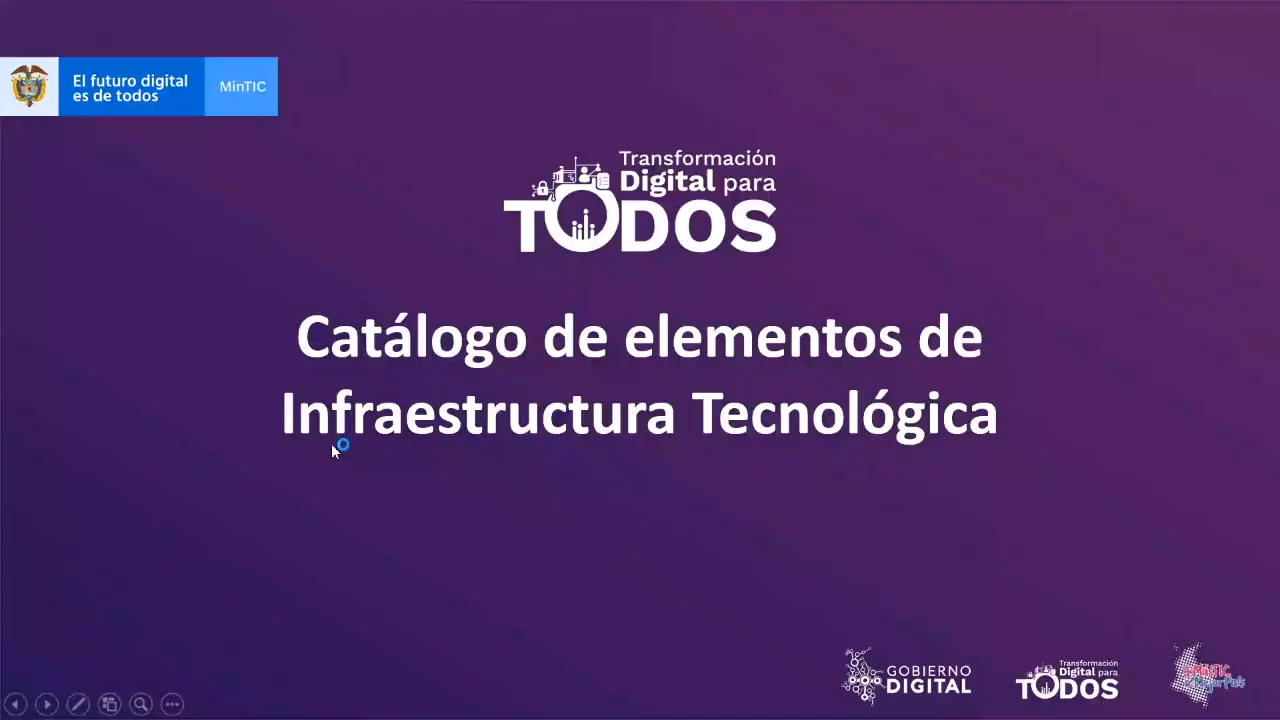 El futuro digital
es de todos
MinTIC
Transformación
Digital para
TODOS
Catálogo de elementos de
Infraestructura Tecnológica
GOBIERNO
DIGITAL
Transformación
Digital para
TODOS